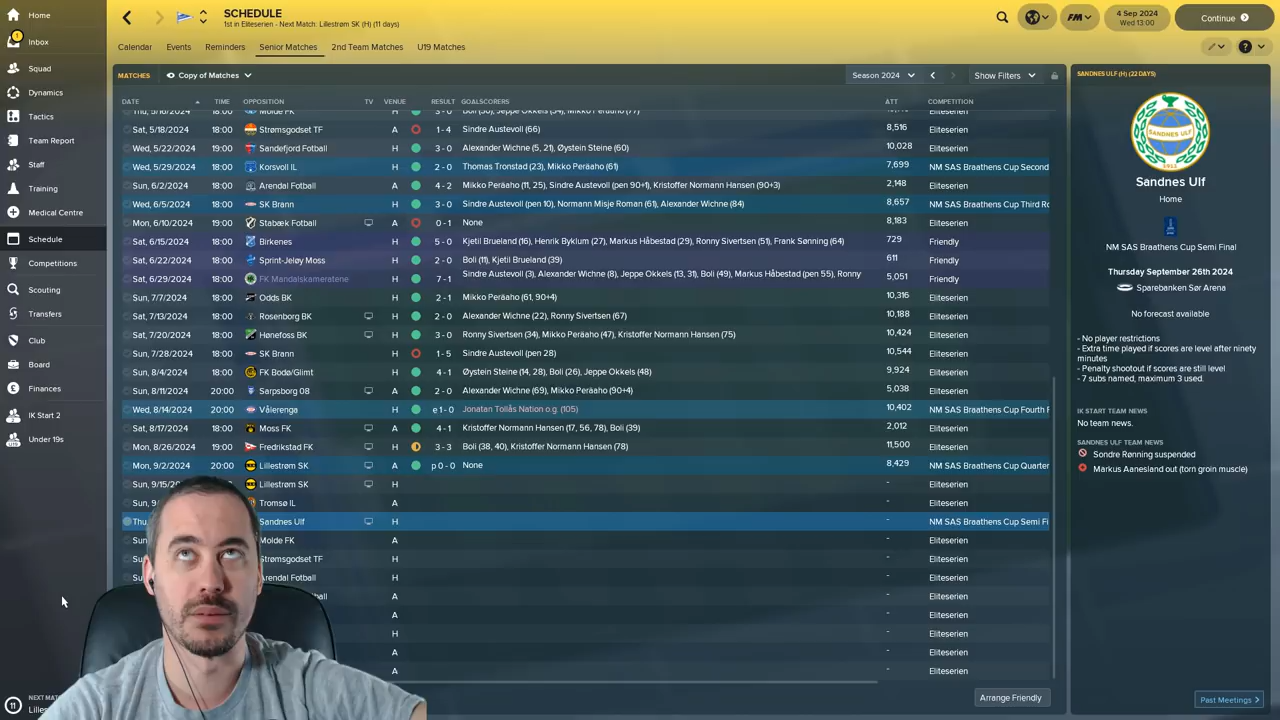 Home
SCHEDULE
1st in Eliteserien - Next Match: Lillestrøm SK (H) (11 days)
FM
4 Sep 2024
Wed 13:00
Continue
1
Inbox
Calendar Events Reminders Senior Matches 2nd Team Matches U19 Matches
?
Squad
Dynamics
Tactics
Team Report
Staff
Training
Medical Centre
Schedule
Competitions
Scouting
Transfers
Club
Board
Finances
IK Start 2
Under 19s
11
NEXT
MATCHES Copy of Matches Season 2024 Show Filters
DATE TIME OPPOSITION TV VENUE RESULT GOALSCORERS ATT COMPETITION
18:00 Molde FK H Eliteserien
Sat, 5/18/2024 18:00 Strømsgodset TF A 1 - 4 Sindre Austevoll (66) 8,516 Eliteserien
Wed, 5/22/2024 19:00 Sandefjord Fotball H 3 - 0 Alexander Wichne (5, 21), Øystein Steine (60) 10,028 Eliteserien
Wed, 5/29/2024 18:00 Korsvoll IL H 2 - 0 Thomas Tronstad (23), Mikko Peräaho (61) 7,699 NM SAS Braathens Cup Second
Sun, 6/2/2024 18:00 Arendal Fotball A 4 - 2 Mikko Peräaho (11, 25), Sindre Austevoll (pen 90+1), Kristoffer Normann Hansen (90+3) 2,148 Eliteserien
Wed, 6/5/2024 18:00 SK Brann H 3 - 0 Sindre Austevoll (pen 10), Normann Misje Roman (61), Alexander Wichne (84) 8,657 NM SAS Braathens Cup Third Ro
Mon, 6/10/2024 19:00 Stabæk Fotball A 0 - 1 None 8,183 Eliteserien
Sat, 6/15/2024 18:00 Birkenes H 5 - 0 Kjetil Brueland (16), Henrik Byklum (27), Markus Håbestad (29), Ronny Sivertsen (51), Frank Sønning (64) 729 Friendly
Sat, 6/22/2024 18:00 Sprint-Jeløy Moss H 2 - 0 Boli (11), Kjetil Brueland (39) 611 Friendly
Sat, 6/29/2024 18:00 FK Mandalskameratene H 7 - 1 Sindre Austevoll (3), Alexander Wichne (8), Jeppe Okkels (13, 31), Boli (49), Markus Håbestad (pen 55), Ronny 5,051 Friendly
Sun, 7/7/2024 18:00 Odds BK H 2 - 1 Mikko Peräaho (61, 90+4) 10,316 Eliteserien
Sat, 7/13/2024 18:00 Rosenborg BK H 2 - 0 Alexander Wichne (22), Ronny Sivertsen (67) 10,188 Eliteserien
Sat, 7/20/2024 18:00 Hønefoss BK H 3 - 0 Ronny Sivertsen (34), Mikko Peräaho (47), Kristoffer Normann Hansen (75) 10,424 Eliteserien
Sun, 7/28/2024 18:00 SK Brann H 1 - 5 Sindre Austevoll (pen 28) 10,544 Eliteserien
Sun, 8/4/2024 18:00 FK Bodø/Glimt H 4 - 1 Øystein Steine (14, 28), Boli (26), Jeppe Okkels (48) 9,924 Eliteserien
Sun, 8/11/2024 20:00 Sarpsborg 08 A 2 - 0 Alexander Wichne (69), Mikko Peräaho (90+4) 5,038 Eliteserien
Wed, 8/14/2024 20:00 Vålerenga H e 1 - 0 Jonatan Tollås Nation o.g. (105) 10,402 NM SAS Braathens Cup Fourth F
Sat, 8/17/2024 18:00 Moss FK A 4 - 1 Kristoffer Normann Hansen (17, 56, 78), Boli (39) 2,012 Eliteserien
Mon, 8/26/2024 19:00 Fredrikstad FK H 3 - 3 Boli (38, 40), Kristoffer Normann Hansen (78) 11,500 Eliteserien
Mon, 9/2/2024 20:00 Lillestrøm SK A p 0 - 0 None 8,429 NM SAS Braathens Cup Quarter
Sun, 9/15/20 Lillestrøm SK H - Eliteserien
Sun, 9/ Tromsø IL A - Eliteserien
Thu, Sandnes Ulf H - NM SAS Braathens Cup Semi Fi
Sun Molde FK A - Eliteserien
Su Strømsgodset TF H - Eliteserien
Su Arendal Fotball H - Eliteserien
A - Eliteserien
A - Eliteserien
H - Eliteserien
A - Eliteserien
A - Eliteserien
Arrange Friendly
SANDNES ULF (H) (22 DAYS)
SANDNES ULF
1911
Sandnes Ulf
Home
NM SAS Braathens Cup Semi Final
Thursday September 26th 2024
Sparebanken Sør Arena
No forecast available
- No player restrictions
- Extra time played if scores are level after ninety
minutes
- Penalty shootout if scores are still level
- 7 subs named, maximum 3 used.
IK START TEAM NEWS
No team news.
SANDNES ULF TEAM NEWS
Sondre Rønning suspended
Markus Aanesland out (torn groin muscle)
Past Meetings